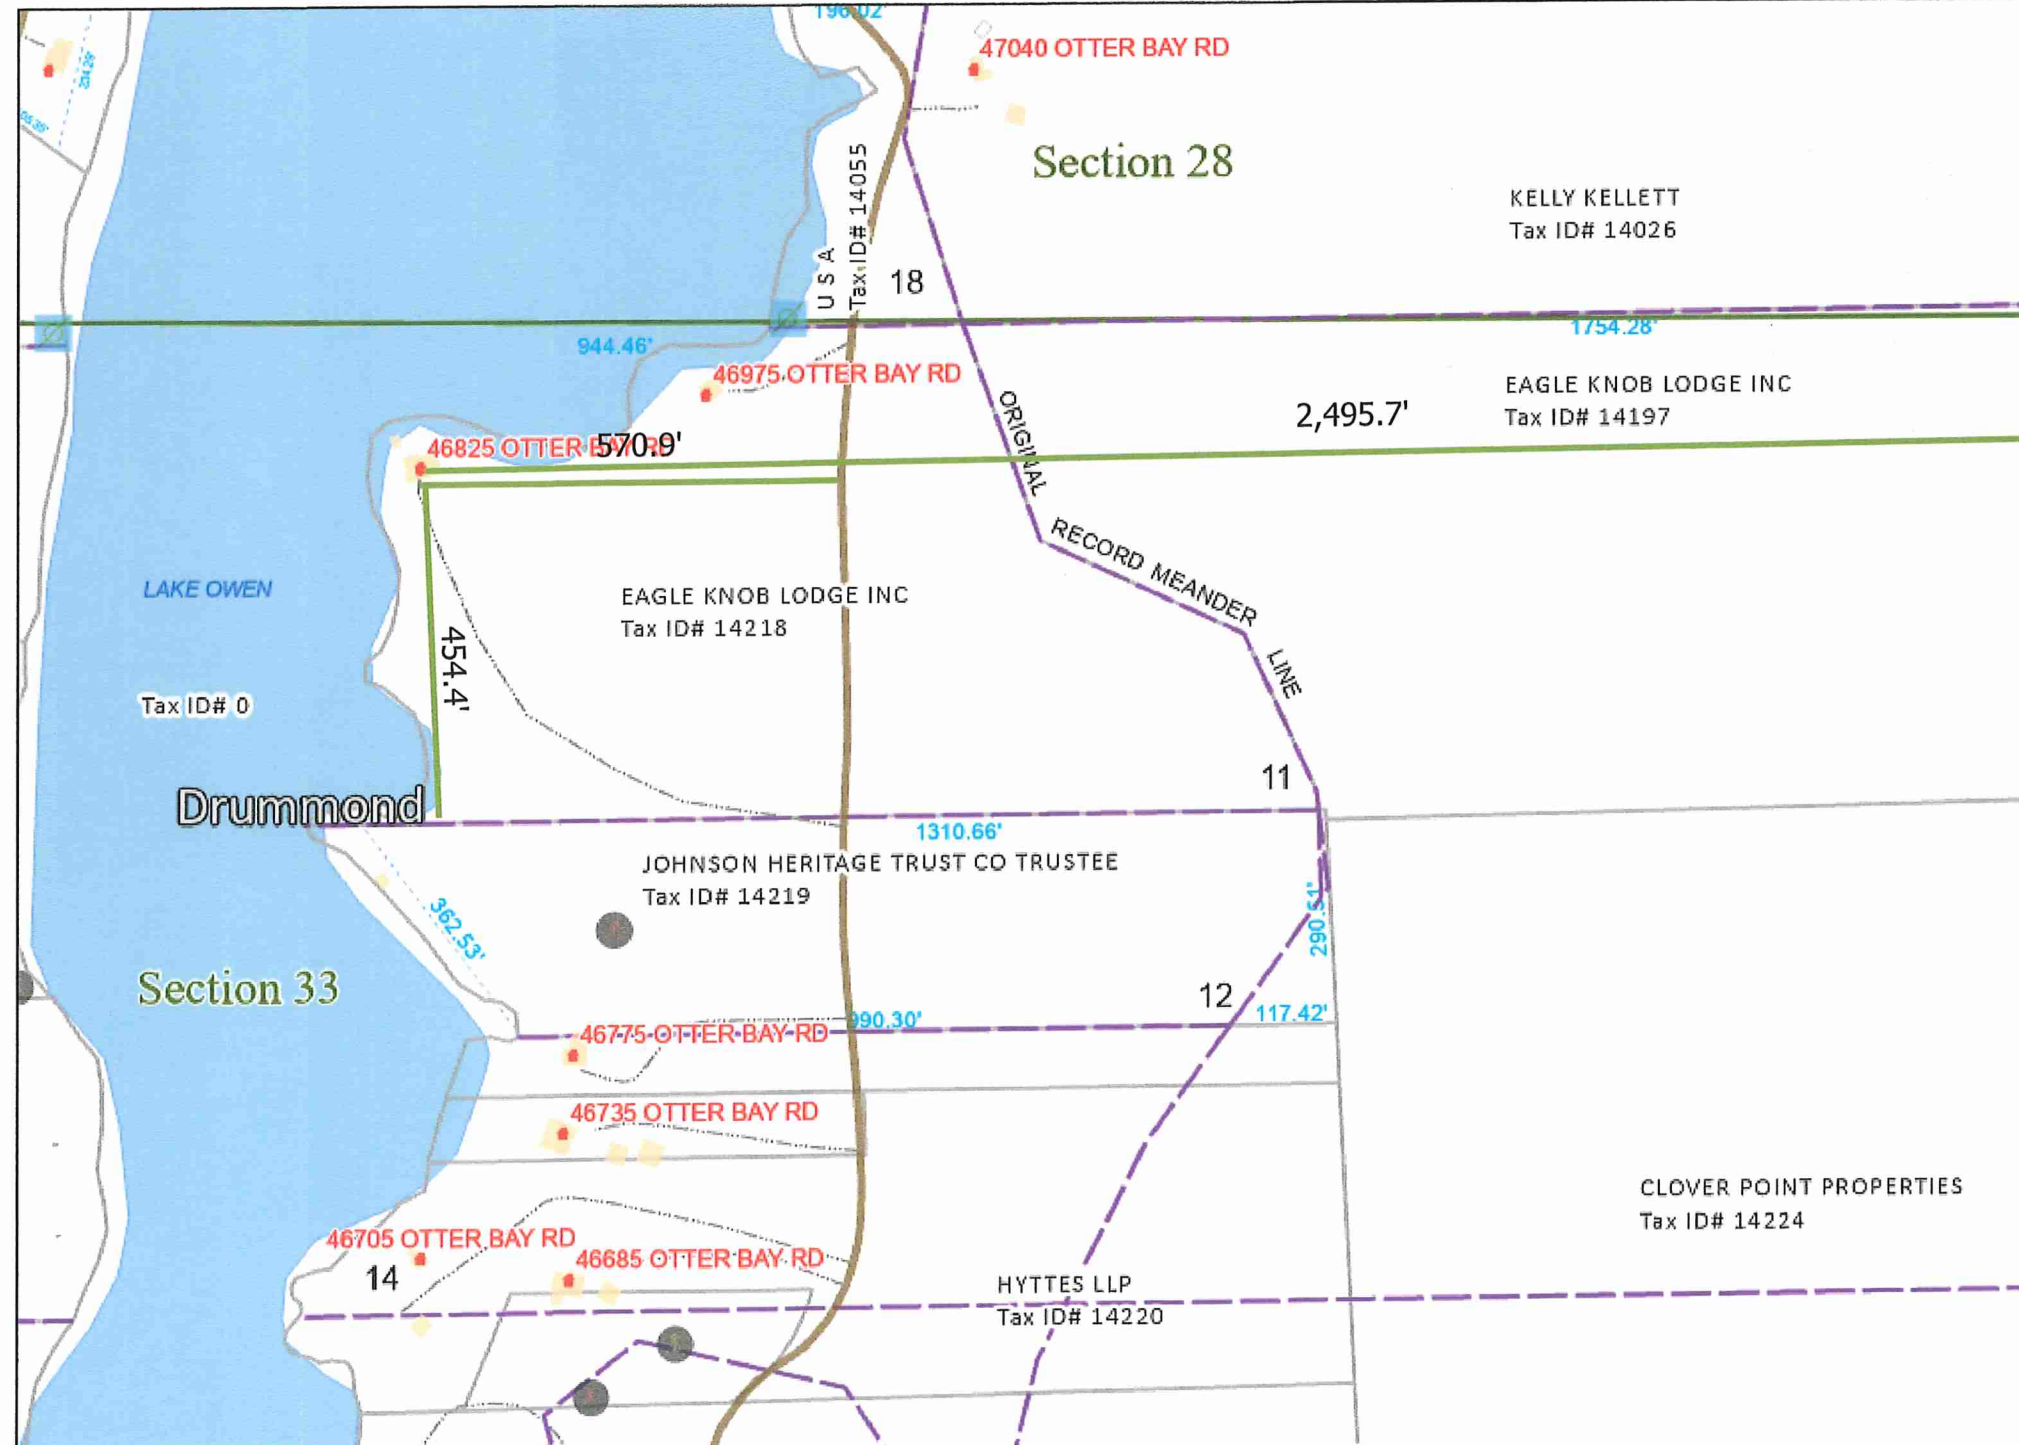 196.02'
47040 OTTER BAY RD
Section 28
KELLY KELLETT
Tax ID# 14026
U S A
Tax ID# 14055
18
944.46'
1754.28'
46975 OTTER BAY RD
EAGLE KNOB LODGE INC
Tax ID# 14197
2,495.7'
46825 OTTER BAY RD
570.9'
ORIGINAL
RECORD MEANDER
LINE
LAKE OWEN
EAGLE KNOB LODGE INC
Tax ID# 14218
454.4'
Tax ID# 0
11
Drummond
1310.66'
JOHNSON HERITAGE TRUST CO TRUSTEE
Tax ID# 14219
362.53'
290.51'
Section 33
12
117.42'
990.30'
46775 OTTER BAY RD
46735 OTTER BAY RD
CLOVER POINT PROPERTIES
Tax ID# 14224
46705 OTTER BAY RD
46685 OTTER BAY RD
14
HYTTES LLP
Tax ID# 14220